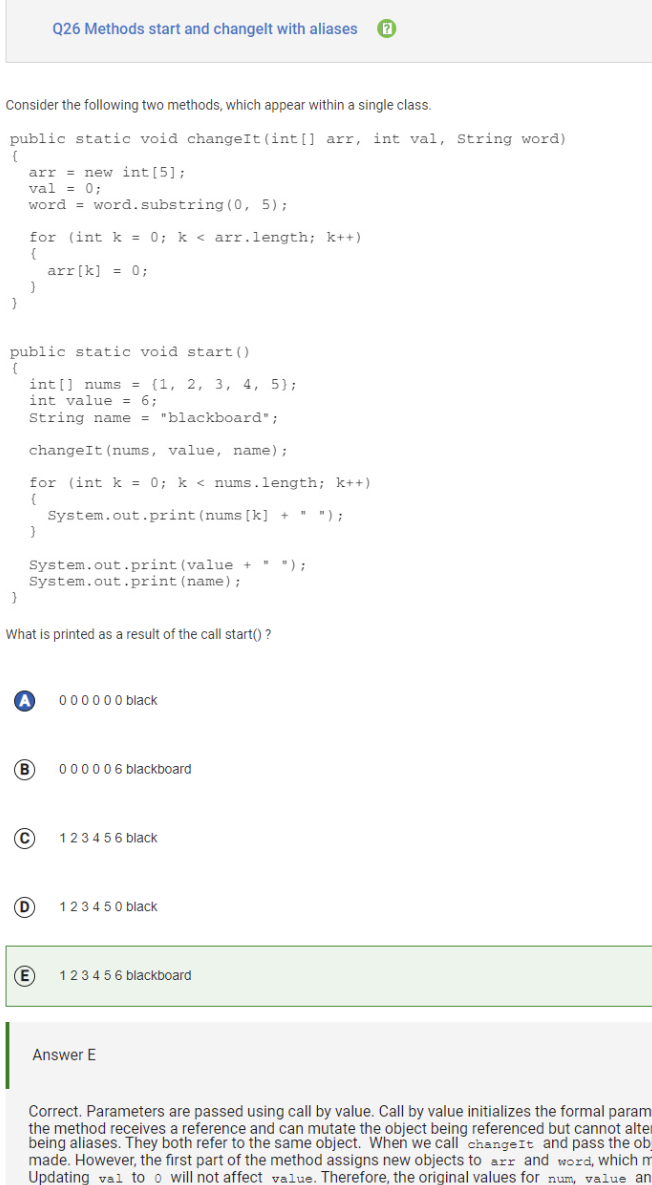 Q26 Methods start and changeIt with aliases
Consider the following two methods, which appear within a single class.
public static void changeIt(int[] arr, int val, String word)
{
arr = new int[5];
val = 0;
word = word.substring(0, 5);
for (int k = 0; k < arr.length; k++)
{
arr[k] = 0;
}
}
public static void start()
{
int[] nums = {1, 2, 3, 4, 5};
int value = 6;
String name = "blackboard";
changeIt(nums, value, name);
for (int k = 0; k < nums.length; k++)
{
System.out.print(nums[k] + " ");
}
System.out.print(value + " ");
System.out.print(name);
}
What is printed as a result of the call start() ?
A 0 0 0 0 0 0 black
B 0 0 0 0 0 6 blackboard
C 1 2 3 4 5 6 black
D 1 2 3 4 5 0 black
E 1 2 3 4 5 6 blackboard
Answer E
Correct. Parameters are passed using call by value. Call by value initializes the formal param
the method receives a reference and can mutate the object being referenced but cannot alte
being aliases. They both refer to the same object. When we call changeIt and pass the obj
made. However, the first part of the method assigns new objects to arr and word, which m
Updating val to 0 will not affect value. Therefore, the original values for num, value an